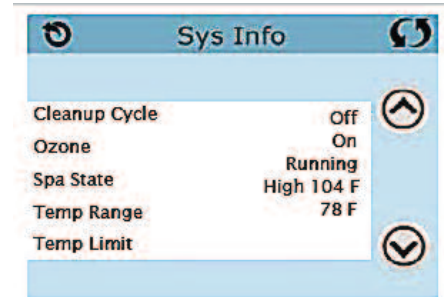 Sys Info
Cleanup Cycle Off
Ozone On
Spa State Running
Temp Range High 104 F
Temp Limit 78 F